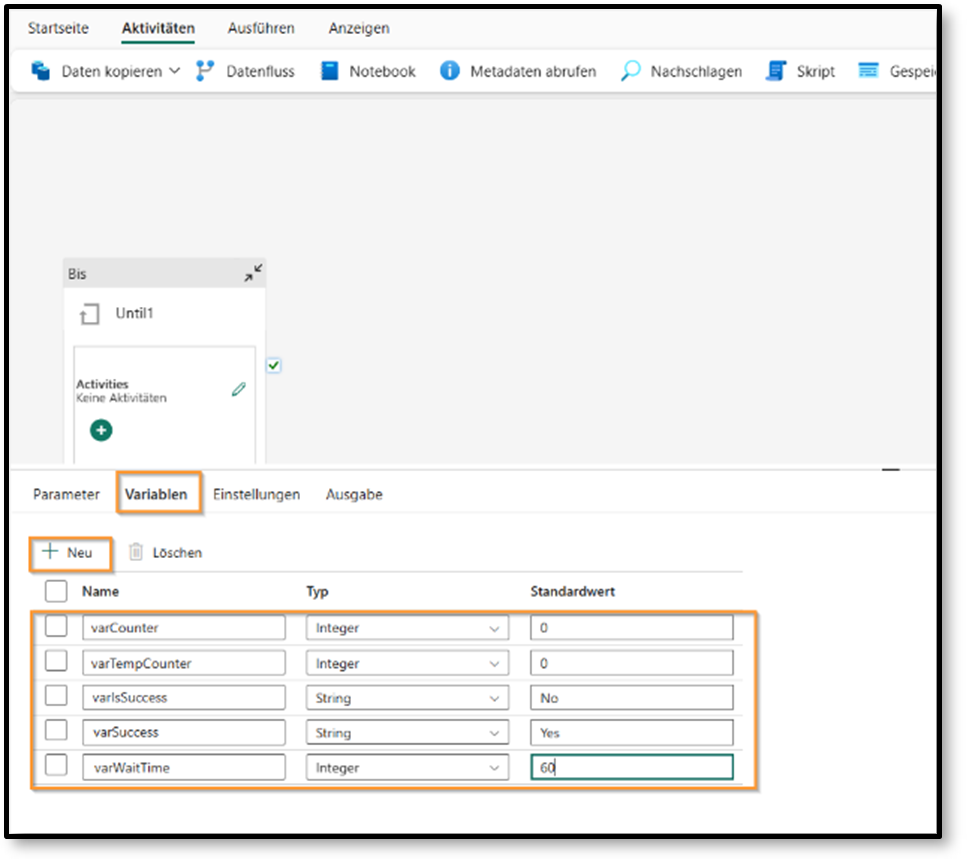 Startseite Aktivitäten Ausführen Anzeigen
Daten kopieren Datenfluss Notebook Metadaten abrufen Nachschlagen Skript Gespei
Bis
Until1
Activities
Keine Aktivitäten
Parameter Variablen Einstellungen Ausgabe
Neu Löschen
Name Typ Standardwert
varCounter Integer 0
varTempCounter Integer 0
varIsSuccess String No
varSuccess String Yes
varWaitTime Integer 60